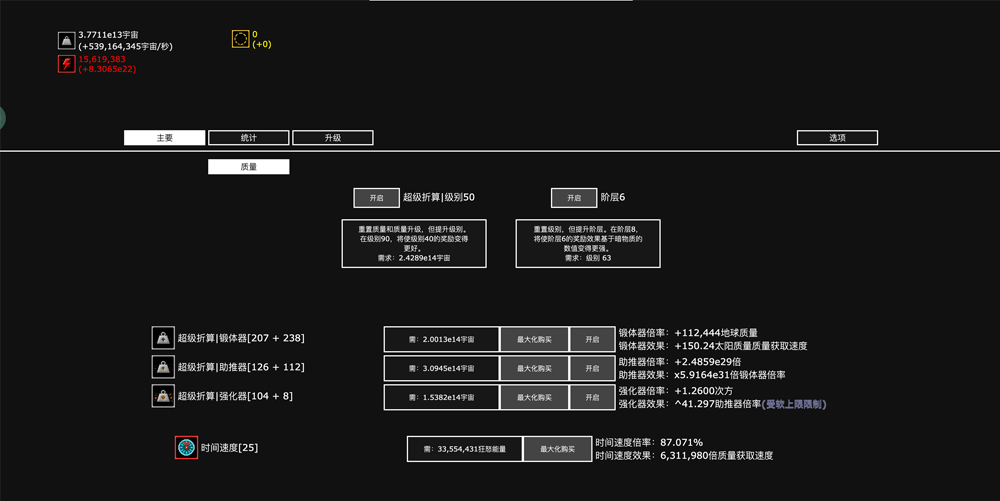 3.7711e13宇宙
(+539,164,345宇宙/秒)
15,619,383
(+8.3065e22)
0
(+0)
主要
统计
升级
选项
质量
开启
超级折算|级别50
开启
阶层6
重置质量和质量升级，但提升级别。
在级别90，将使级别40的奖励变得
更好。
需求：2.4289e14宇宙
重置级别，但提升阶层。在阶层8，
将使阶层6的奖励效果基于暗物质的
数值变得更强。
需求：级别 63
超级折算|锻体器[207 + 238]
需：2.0013e14宇宙
最大化购买
开启
锻体器倍率：+112,444地球质量
锻体器效果：+150.24太阳质量质量获取速度
超级折算|助推器[126 + 112]
需：3.0945e14宇宙
最大化购买
开启
助推器倍率：+2.4859e29倍
助推器效果：x5.9164e31倍锻体器倍率
超级折算|强化器[104 + 8]
需：1.5382e14宇宙
最大化购买
开启
强化器倍率：+1.2600次方
强化器效果：^41.297助推器倍率(受软上限限制)
时间速度[25]
需：33,554,431狂怒能量
最大化购买
时间速度倍率：87.071%
时间速度效果：6,311,980倍质量获取速度